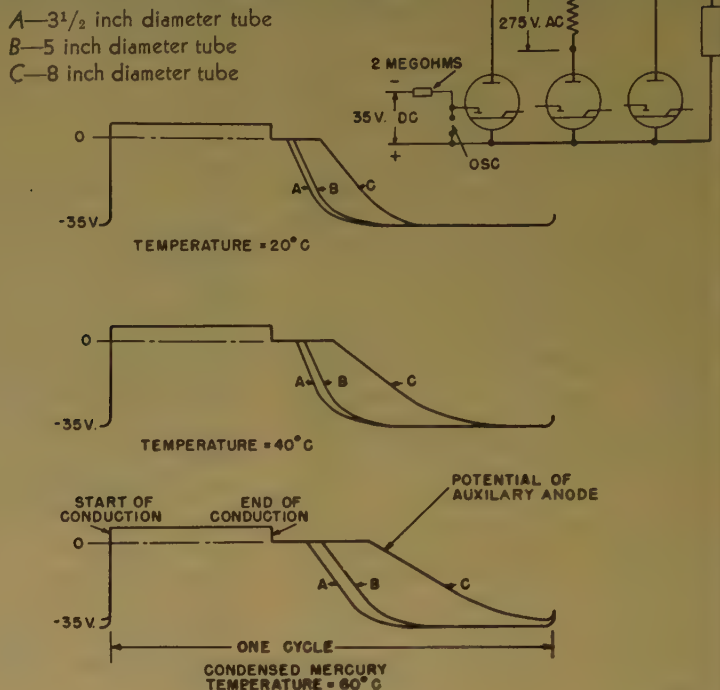 A—3 1/2 inch diameter tube
B—5 inch diameter tube
C—8 inch diameter tube
275 V. AC
2 MEGOHMS
-
35 V. DC
+
OSC
0
A
B
C
-35V.
TEMPERATURE = 20°C
0
A
B
C
-35V.
TEMPERATURE = 40°C
START OF
CONDUCTION
END OF
CONDUCTION
POTENTIAL OF
AUXILARY ANODE
0
A
B
C
-35V.
ONE CYCLE
CONDENSED MERCURY
TEMPERATURE = 60°C